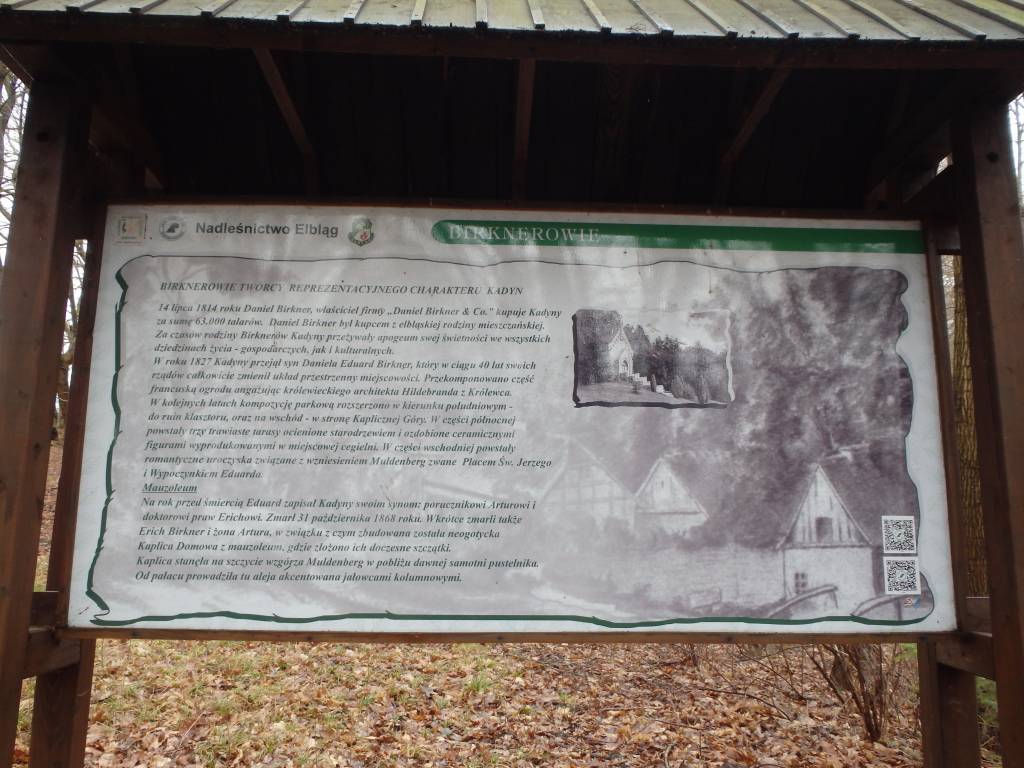 Nadleśnictwo Elbląg
BIRKNEROWIE
BIRKNEROWIE TWÓRCY REPREZENTACYJNEGO CHARAKTERU KADYN
14 lipca 1814 roku Daniel Birkner, właściciel firmy „Daniel Birkner & Co." kupuje Kadyny
za sumę 63.000 talarów. Daniel Birkner był kupcem z elbląskiej rodziny mieszczańskiej.
Za czasów rodziny Birknerów Kadyny przeżywały apogeum swej świetności we wszystkich
dziedzinach życia - gospodarczych, jak i kulturalnych.
W roku 1827 Kadyny przejął syn Daniela Eduard Birkner, który w ciągu 40 lat swoich
rządów całkowicie zmienił układ przestrzenny miejscowości. Przekomponowano część
francuską ogrodu angażując królewieckiego architekta Hildebranda z Królewca.
W kolejnych latach kompozycję parkową rozszerzono w kierunku południowym -
do ruin klasztoru, oraz na wschód - w stronę Kaplicznej Góry. W części północnej
powstały trzy trawiaste tarasy ocienione starodrzewiem i ozdobione ceramicznymi
figurami wyprodukowanymi w miejscowej cegielni. W części wschodniej powstały
romantyczne uroczyska związane z wzniesieniem Muldenberg zwane Placem Św. Jerzego
i Wypoczynkiem Eduarda.
Mauzoleum
Na rok przed śmiercią Eduard zapisał Kadyny swoim synom: porucznikowi Arturowi i
doktorowi praw Erichowi. Zmarł 31 października 1868 roku. Wkrótce zmarli także
Erich Birkner i żona Artura, w związku z czym zbudowana została neogotycka
Kaplica Domowa z mauzoleum, gdzie złożono ich doczesne szczątki.
Kaplica stanęła na szczycie wzgórza Muldenberg w pobliżu dawnej samotni pustelnika.
Od pałacu prowadziła tu aleja akcentowana jałowcami kolumnowymi.